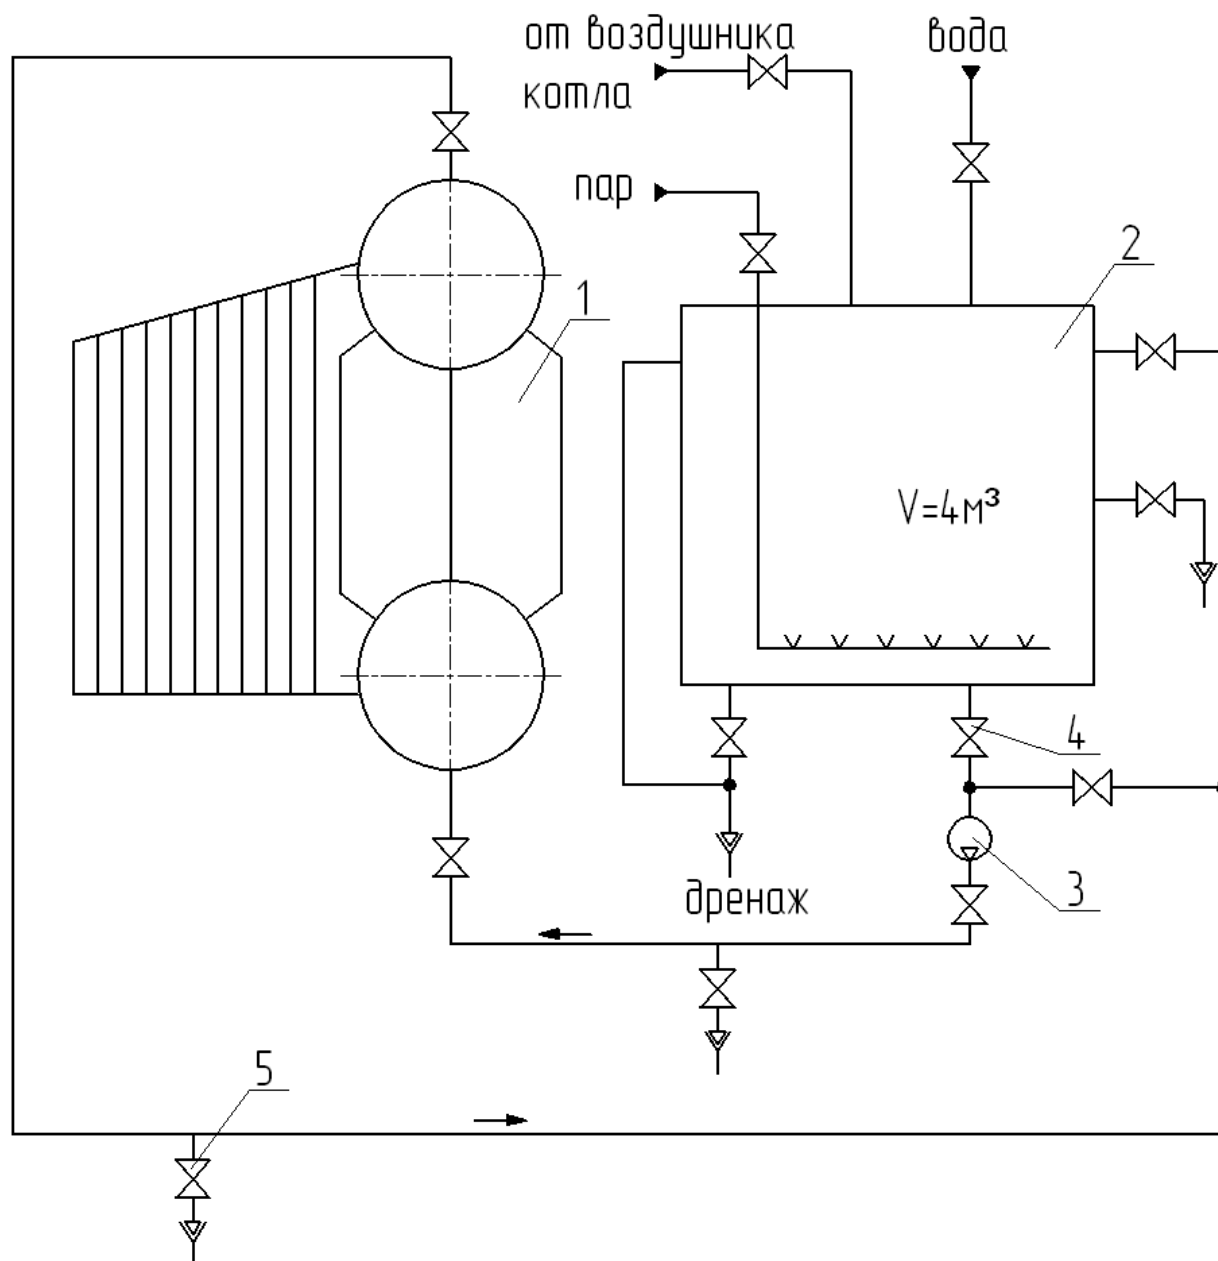 от воздушника
котла
вода
пар
2
1
V=4м³
4
3
дренаж
5